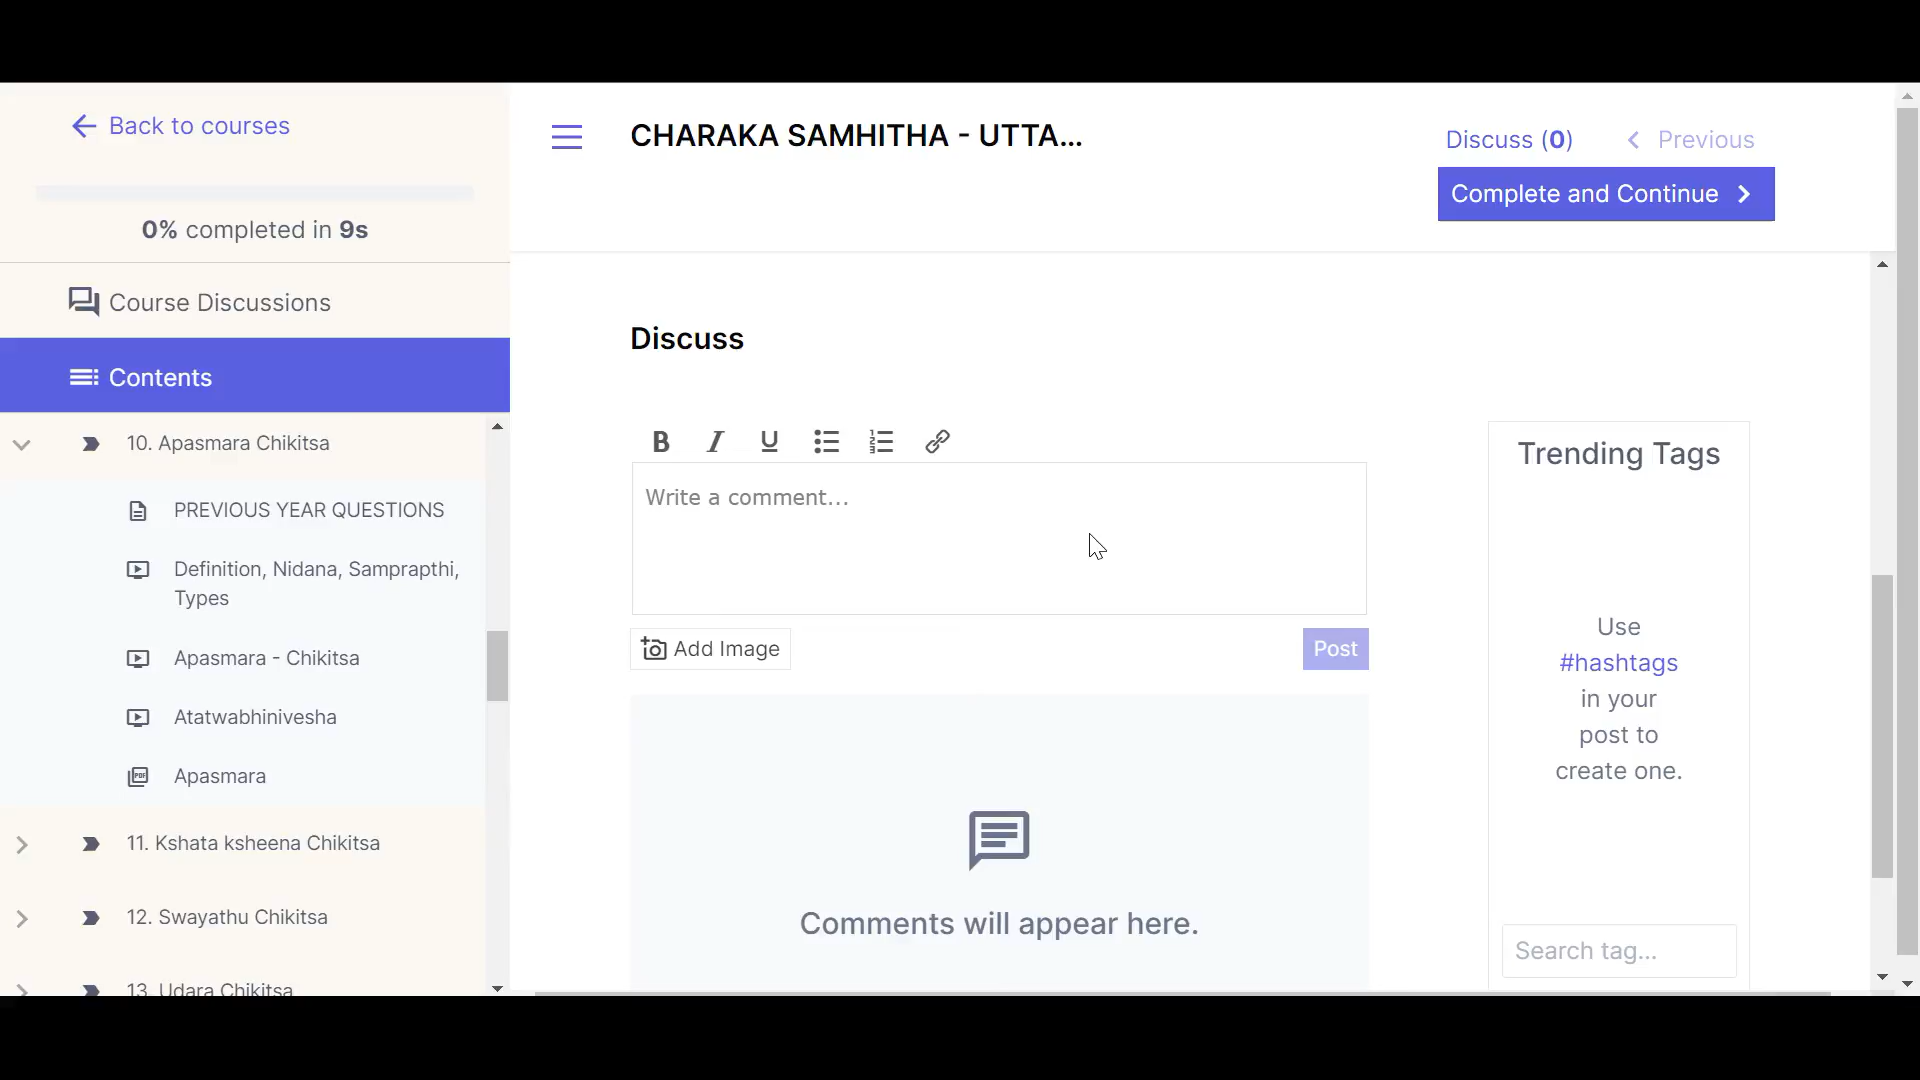 Back to courses
0% completed in 9s
Course Discussions
Contents
10. Apasmara Chikitsa
PREVIOUS YEAR QUESTIONS
Definition, Nidana, Samprapthi,
Types
Apasmara - Chikitsa
Atatwabhinivesha
Apasmara
11. Kshata ksheena Chikitsa
12. Swayathu Chikitsa
13. Udara Chikitsa
CHARAKA SAMHITHA - UTTA...
Discuss (0)
Previous
Complete and Continue
Discuss
Write a comment...
Add Image
Post
Comments will appear here.
Trending Tags
Use
#hashtags
in your
post to
create one.
Search tag...